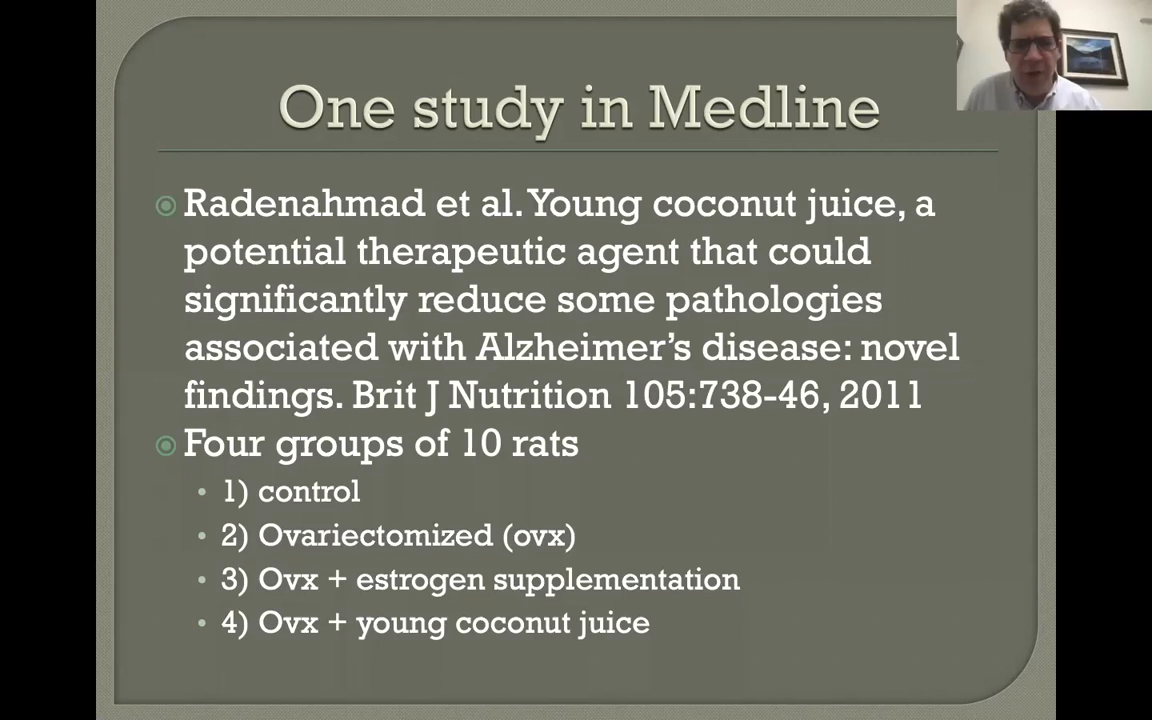 One study in Medline
Radenahmad et al. Young coconut juice, a
potential therapeutic agent that could
significantly reduce some pathologies
associated with Alzheimer's disease: novel
findings. Brit J Nutrition 105:738-46, 2011
Four groups of 10 rats
1) control
2) Ovariectomized (ovx)
3) Ovx + estrogen supplementation
4) Ovx + young coconut juice